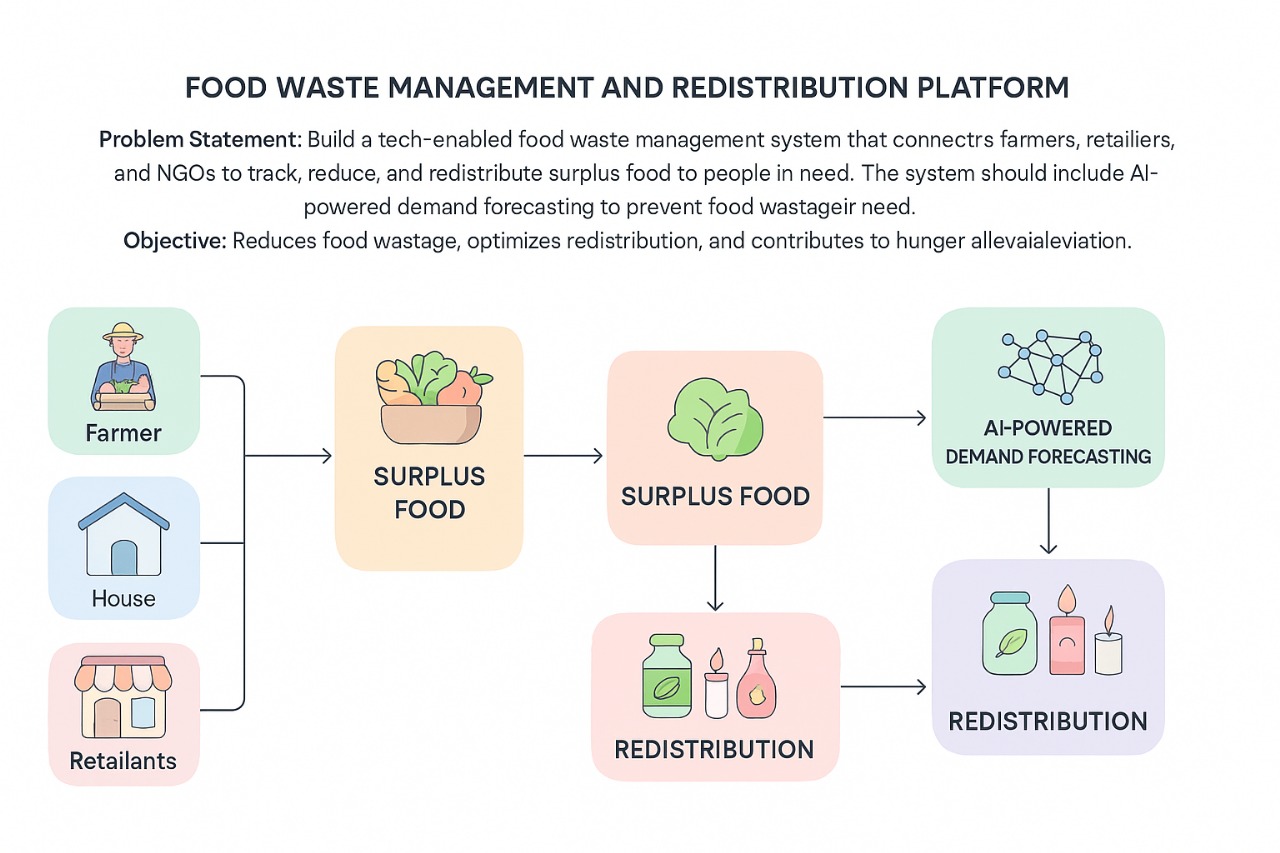 FOOD WASTE MANAGEMENT AND REDISTRIBUTION PLATFORM
Problem Statement: Build a tech-enabled food waste management system that connectrs farmers, retailiers,
and NGOs to track, reduce, and redistribute surplus food to people in need. The system should include AI-
powered demand forecasting to prevent food wastageir need.
Objective: Reduces food wastage, optimizes redistribution, and contributes to hunger allevaialeviation.
Farmer
House
Retailants
SURPLUS
FOOD
SURPLUS FOOD
REDISTRIBUTION
AI-POWERED
DEMAND FORECASTING
REDISTRIBUTION